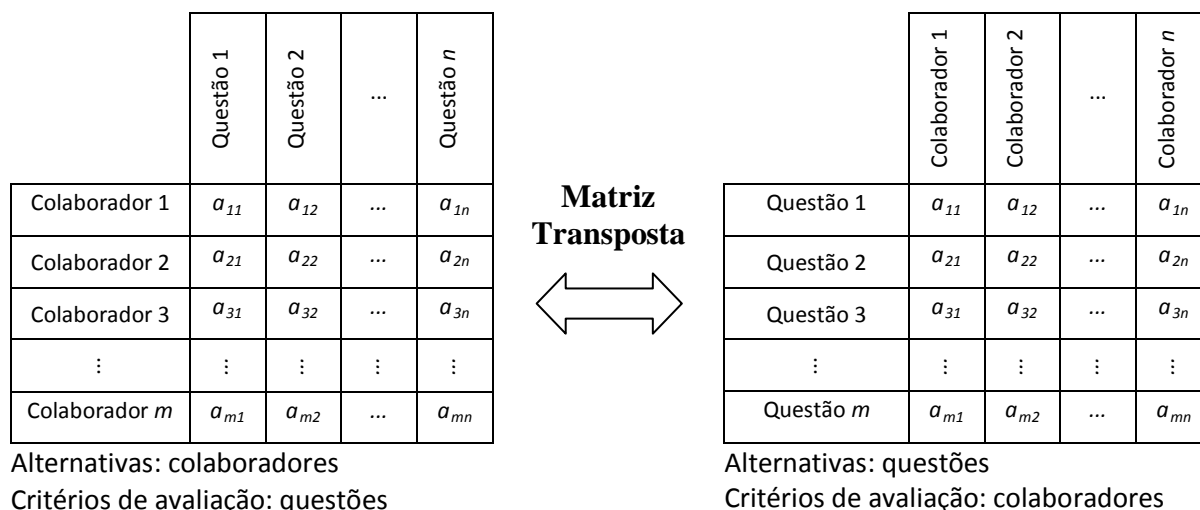 Questão 1 Questão 2 ... Questão n
Colaborador 1 a11 a12 ... a1n
Colaborador 2 a21 a22 ... a2n
Colaborador 3 a31 a32 ... a3n
⋮ ⋮ ⋮ ⋮ ⋮
Colaborador m am1 am2 ... amn
Alternativas: colaboradores
Critérios de avaliação: questões
Matriz
Transposta
Colaborador 1 Colaborador 2 ... Colaborador n
Questão 1 a11 a12 ... a1n
Questão 2 a21 a22 ... a2n
Questão 3 a31 a32 ... a3n
⋮ ⋮ ⋮ ⋮ ⋮
Questão m am1 am2 ... amn
Alternativas: questões
Critérios de avaliação: colaboradores